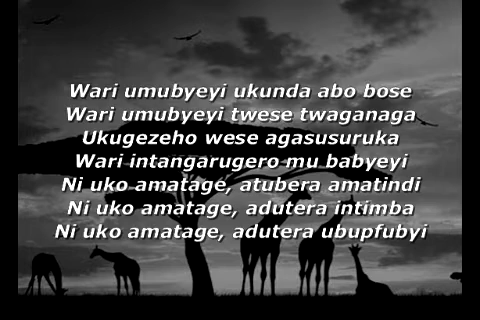 Wari umubyeyi ukunda abo bose
Wari umubyeyi twese twaganaga
Ukugezeho wese agasusuruka
Wari intangarugero mu babyeyi
Ni uko amatage, atubera amatindi
Ni uko amatage, adutera intimba
Ni uko amatage, adutera ubupfubyi